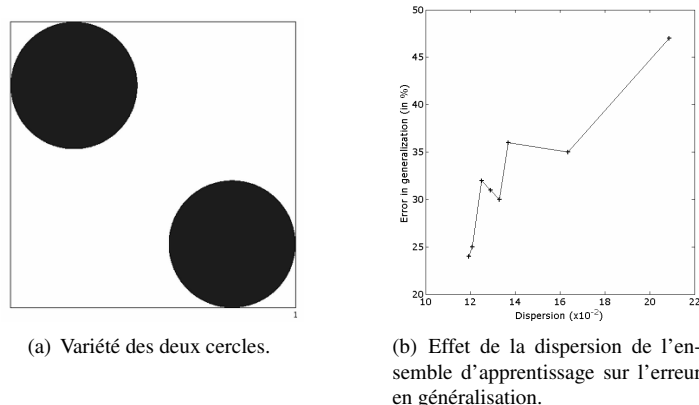 1
(a) Variété des deux cercles.
50
45
40
35
30
25
20
10
12
14
16
18
20
22
Error in generalization (in %)
Dispersion (x10⁻²)
(b) Effet de la dispersion de l'en-
semble d'apprentissage sur l'erreur
en généralisation.